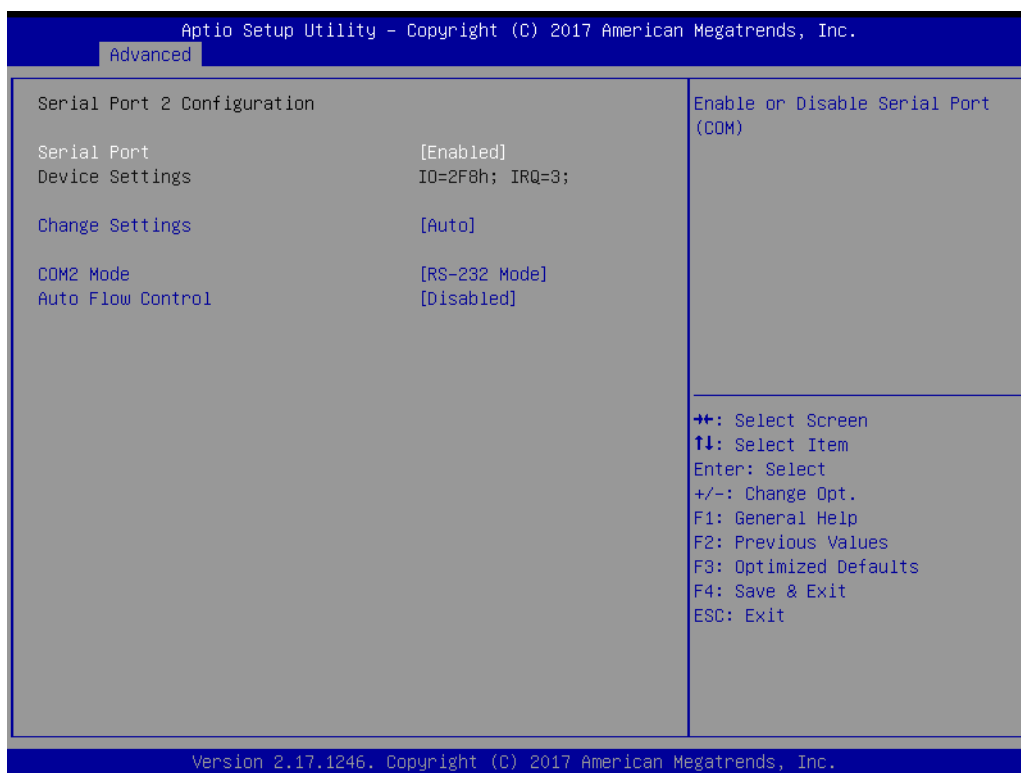 Aptio Setup Utility – Copyright (C) 2017 American Megatrends, Inc.
Advanced
Serial Port 2 Configuration
Serial Port [Enabled]
Device Settings IO=2F8h; IRQ=3;
Change Settings [Auto]
COM2 Mode [RS-232 Mode]
Auto Flow Control [Disabled]
Enable or Disable Serial Port
(COM)
→←: Select Screen
↑↓: Select Item
Enter: Select
+/-: Change Opt.
F1: General Help
F2: Previous Values
F3: Optimized Defaults
F4: Save & Exit
ESC: Exit
Version 2.17.1246. Copyright (C) 2017 American Megatrends, Inc.